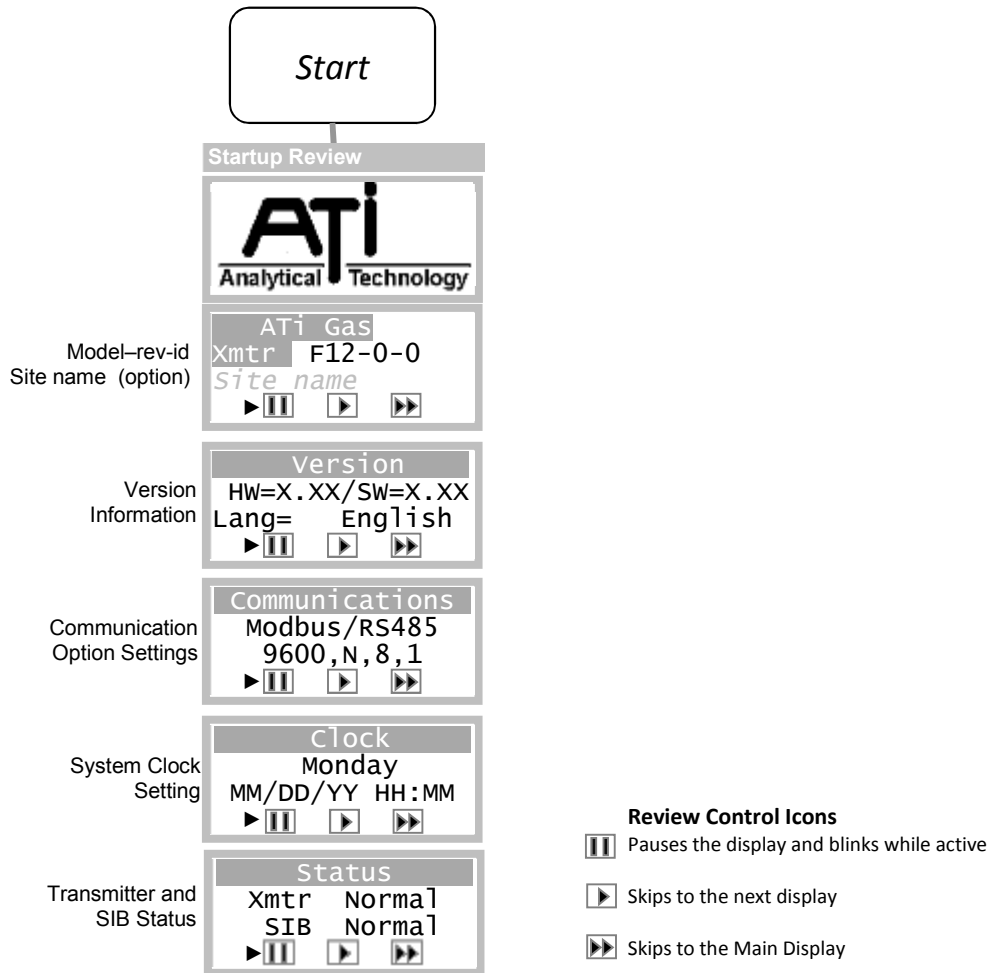 Start
Startup Review
ATi
Analytical Technology
Model–rev-id
Site name (option)
ATi Gas
Xmtr F12-0-0
Site name
Version
Information
Version
HW=X.XX/SW=X.XX
Lang= English
Communication
Option Settings
Communications
Modbus/RS485
9600,N,8,1
System Clock
Setting
Clock
Monday
MM/DD/YY HH:MM
Transmitter and
SIB Status
Status
Xmtr Normal
SIB Normal
Review Control Icons
Pauses the display and blinks while active
Skips to the next display
Skips to the Main Display